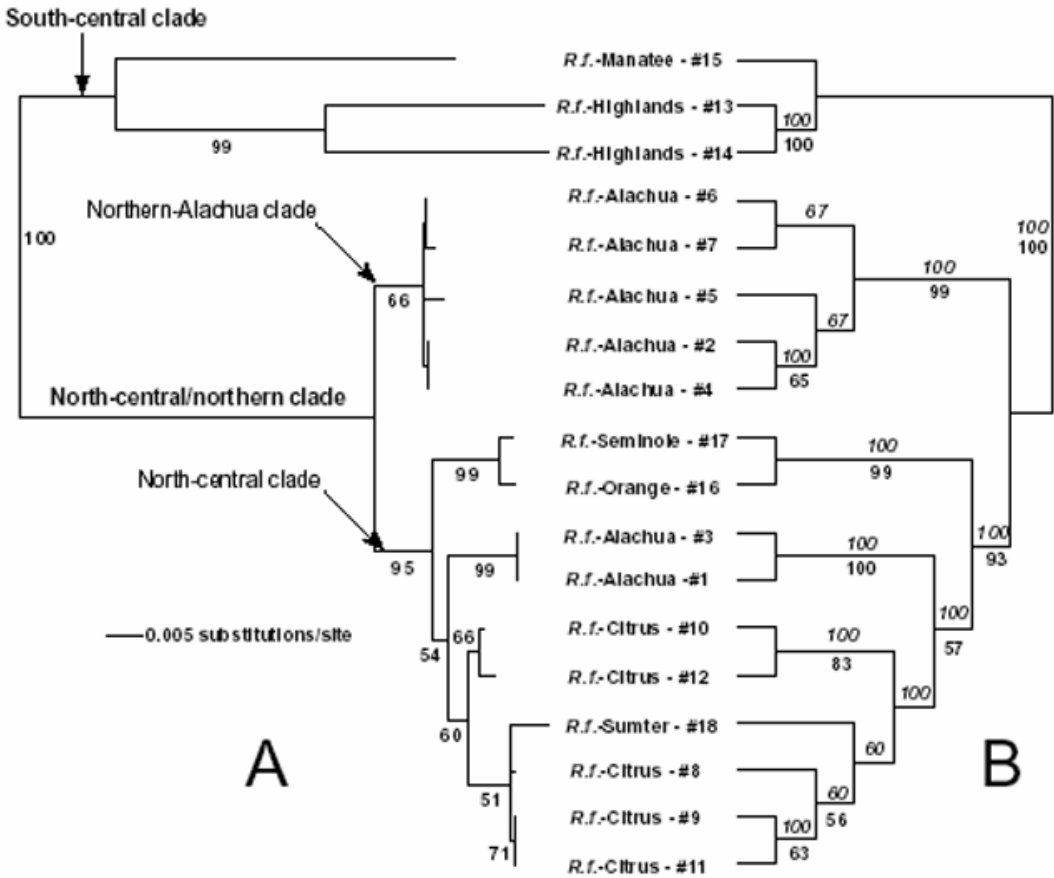 South-central clade
R.f.-Manatee - #15
R.f.-Highlands - #13
100
99
100
R.f.-Highlands - #14
Northern-Alachua clade
R.f.-Alachua - #6
67
100
100
100
R.f.-Alachua - #7
100
66
R.f.-Alachua - #5
99
67
R.f.-Alachua - #2
100
65
R.f.-Alachua - #4
North-central/northern clade
R.f.-Seminole - #17
100
99
99
North-central clade
R.f.-Orange - #16
R.f.-Alachua - #3
100
100
95
99
100
93
R.f.-Alachua -#1
0.005 substitutions/site
54
66
R.f.-Citrus - #10
100
83
100
57
R.f.-Citrus - #12
100
60
R.f.-Sumter - #18
60
A
B
R.f.-Citrus - #8
51
60
56
R.f.-Citrus - #9
100
63
71
R.f.-Citrus - #11